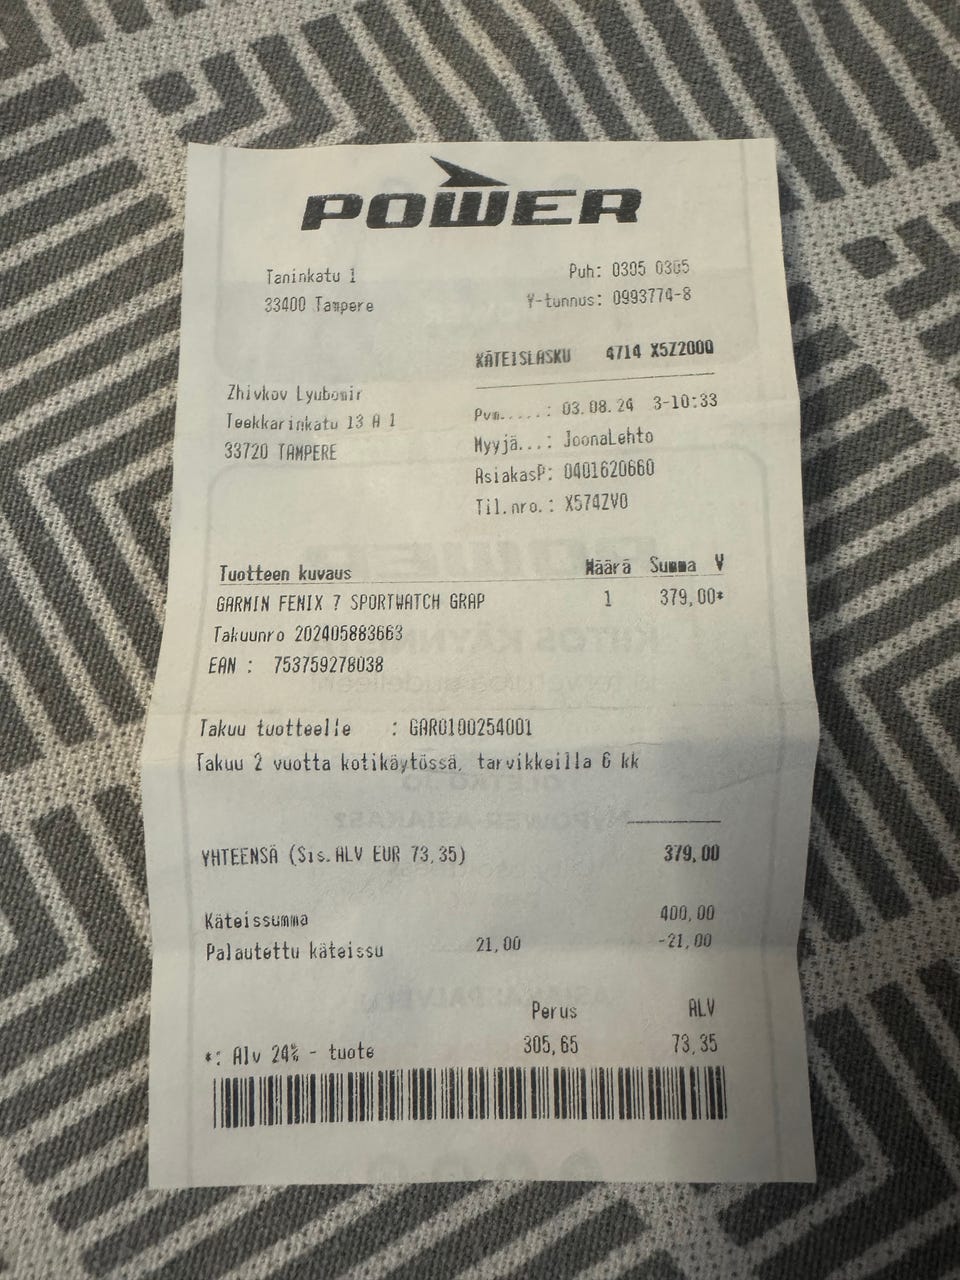 POWER
Taninkatu 1
33400 Tampere
Puh: 0305 0305
Y-tunnus: 0993774-8
KÄTEISLASKU 4714 X5Z200Q
Zhivkov Lyubomir
Teekkarinkatu 13 A 1
33720 TAMPERE
Pvm.....: 03.08.24 3-10:33
Myyjä...: JoonaLehto
AsiakasP: 0401620660
Til.nro.: X574ZV0
Tuotteen kuvaus Määrä Summa V
GARMIN FENIX 7 SPORTWATCH GRAP 1 379,00*
Takuunro 202405883663
EAN : 753759278038
Takuu tuotteelle : GAR0100254001
Takuu 2 vuotta kotikäytössä, tarvikkeilla 6 kk
YHTEENSÄ (Sis.ALV EUR 73,35) 379,00
Käteissumma 400,00
Palautettu käteissu 21,00 -21,00
Perus ALV
*: Alv 24% - tuote 305,65 73,35